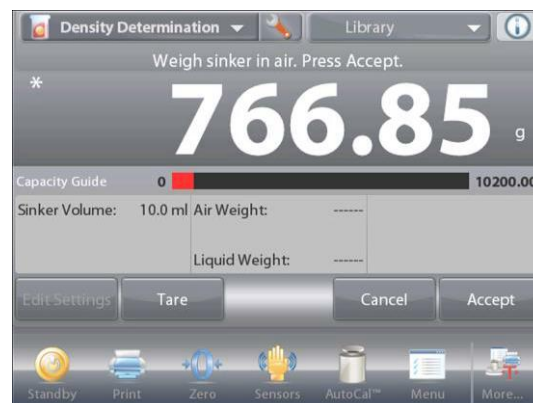 Density Determination Library
Weigh sinker in air. Press Accept.
*
766.85 g
Capacity Guide 0 10200.00
Sinker Volume: 10.0 ml Air Weight: ------
Liquid Weight: ------
Edit Settings Tare Cancel Accept
Standby Print Zero Sensors AutoCal™ Menu More...